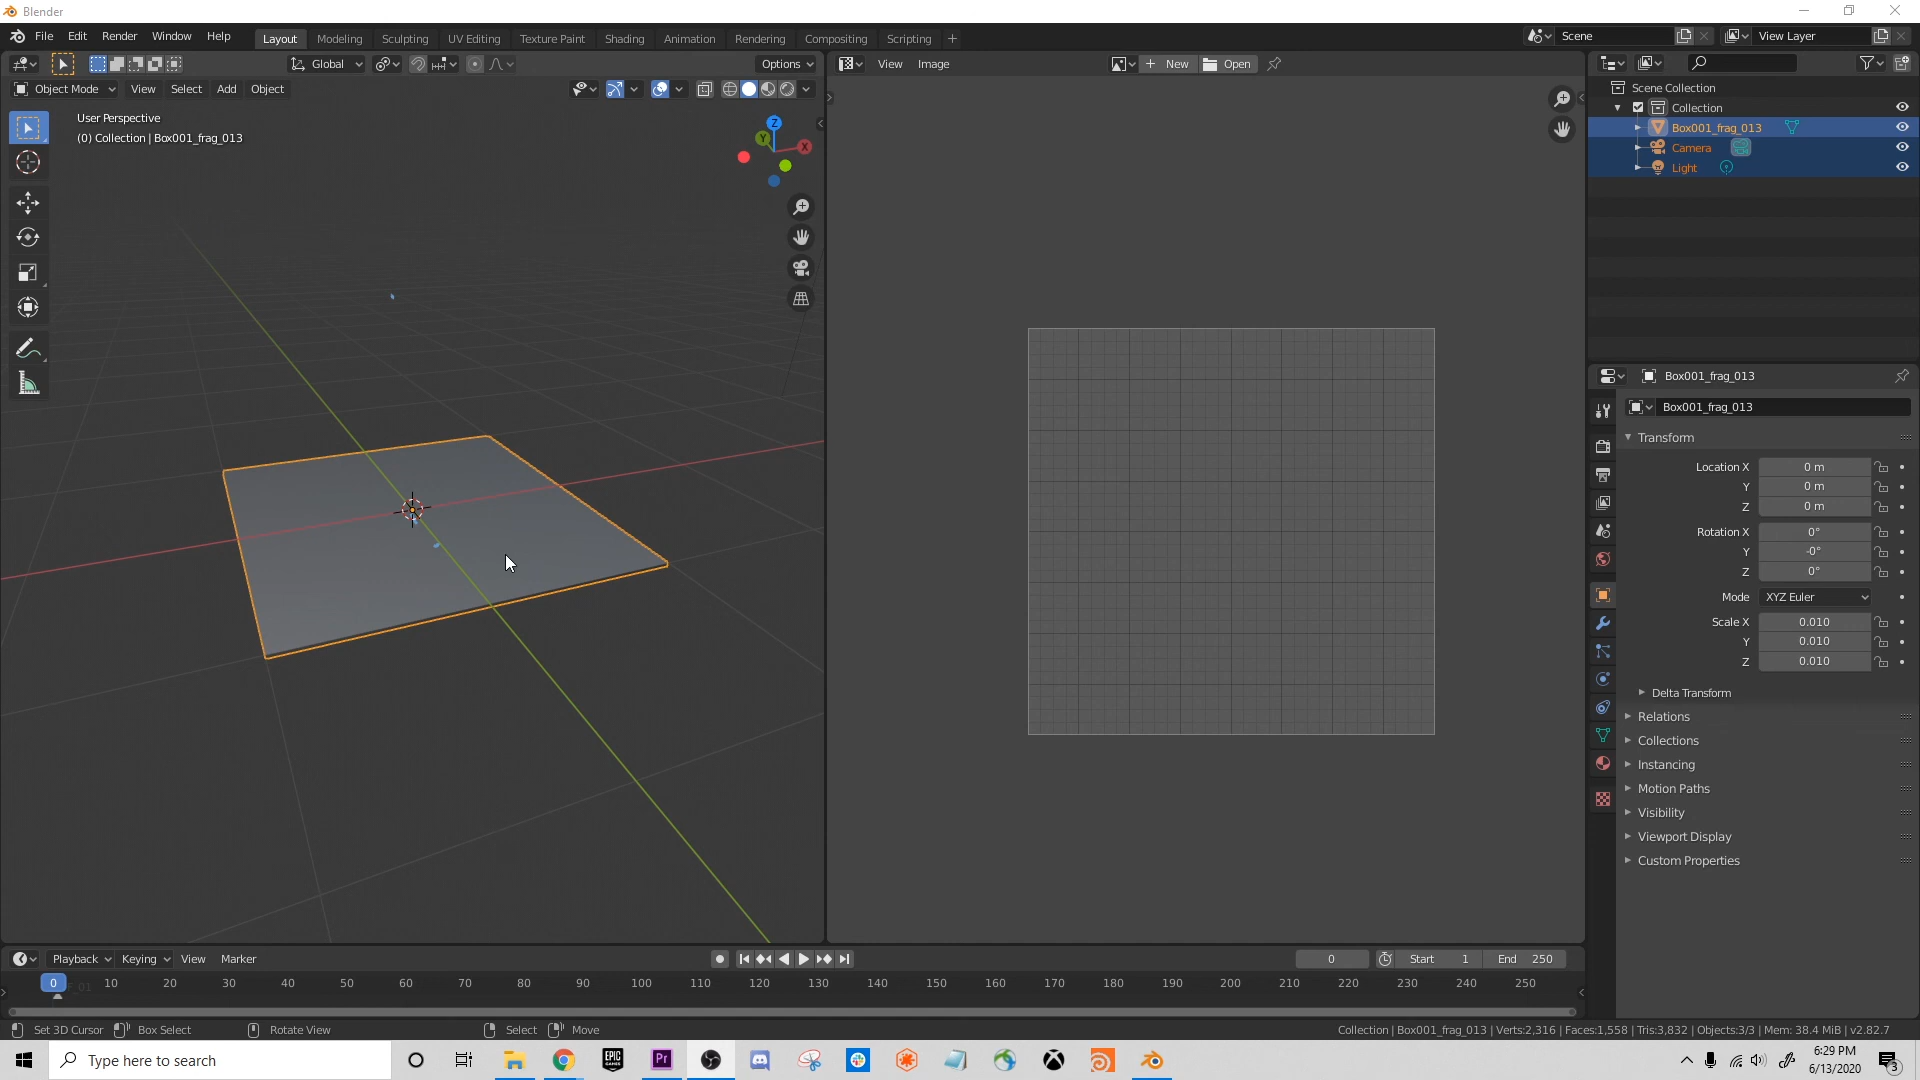 Blender
File Edit Render Window Help
Layout Modeling Sculpting UV Editing Texture Paint Shading Animation Rendering Compositing Scripting +
Scene
View Layer
Global
Options
View Image
New
Open
Object Mode View Select Add Object
User Perspective
(0) Collection | Box001_frag_013
Z
Y
X
Scene Collection
Collection
Box001_frag_013
Camera
Light
Box001_frag_013
Box001_frag_013
Transform
Location X 0 m
Y 0 m
Z 0 m
Rotation X 0°
Y -0°
Z 0°
Mode XYZ Euler
Scale X 0.010
Y 0.010
Z 0.010
Delta Transform
Relations
Collections
Instancing
Motion Paths
Visibility
Viewport Display
Custom Properties
Playback Keying View Marker
0 Start 1 End 250
0 10 20 30 40 50 60 70 80 90 100 110 120 130 140 150 160 170 180 190 200 210 220 230 240 250
Set 3D Cursor Box Select Rotate View Select Move
Collection | Box001_frag_013 | Verts:2,316 | Faces:1,558 | Tris:3,832 | Objects:3/3 | Mem: 38.4 MiB | v2.82.7
Type here to search
EPIC GAMES
Pr
6:29 PM
6/13/2020
3